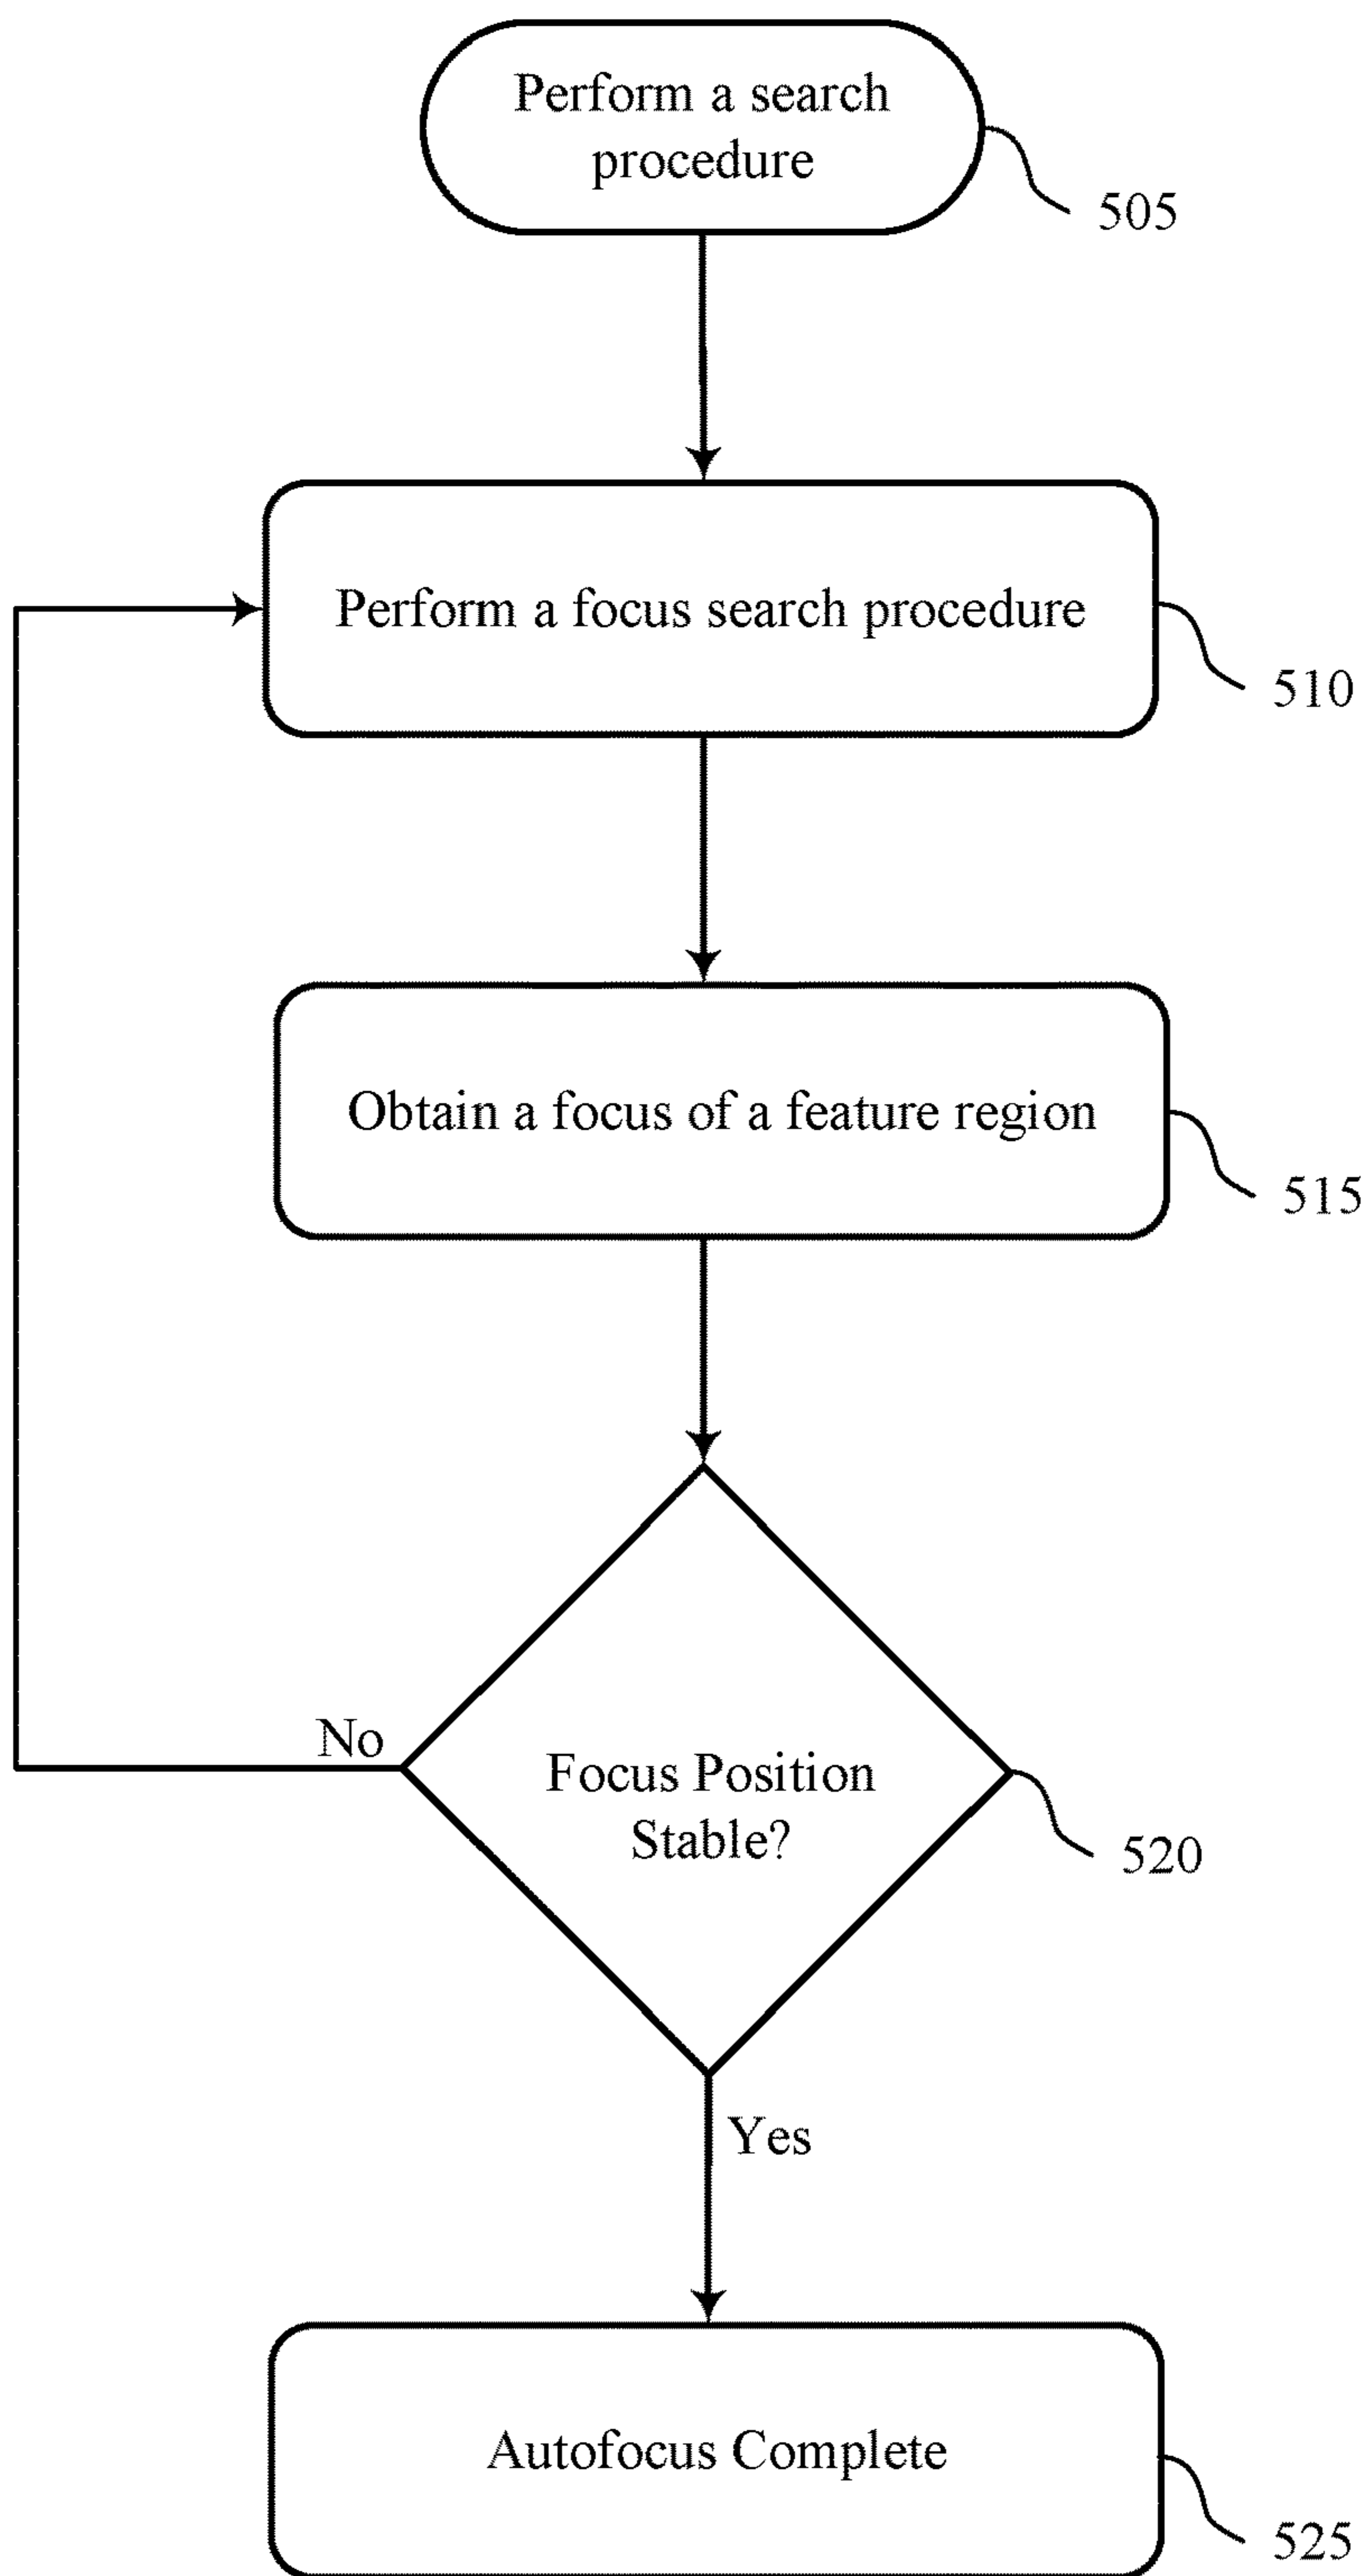 Perform a search
procedure
505
Perform a focus search procedure
510
Obtain a focus of a feature region
515
No
Focus Position
Stable?
520
Yes
Autofocus Complete
525